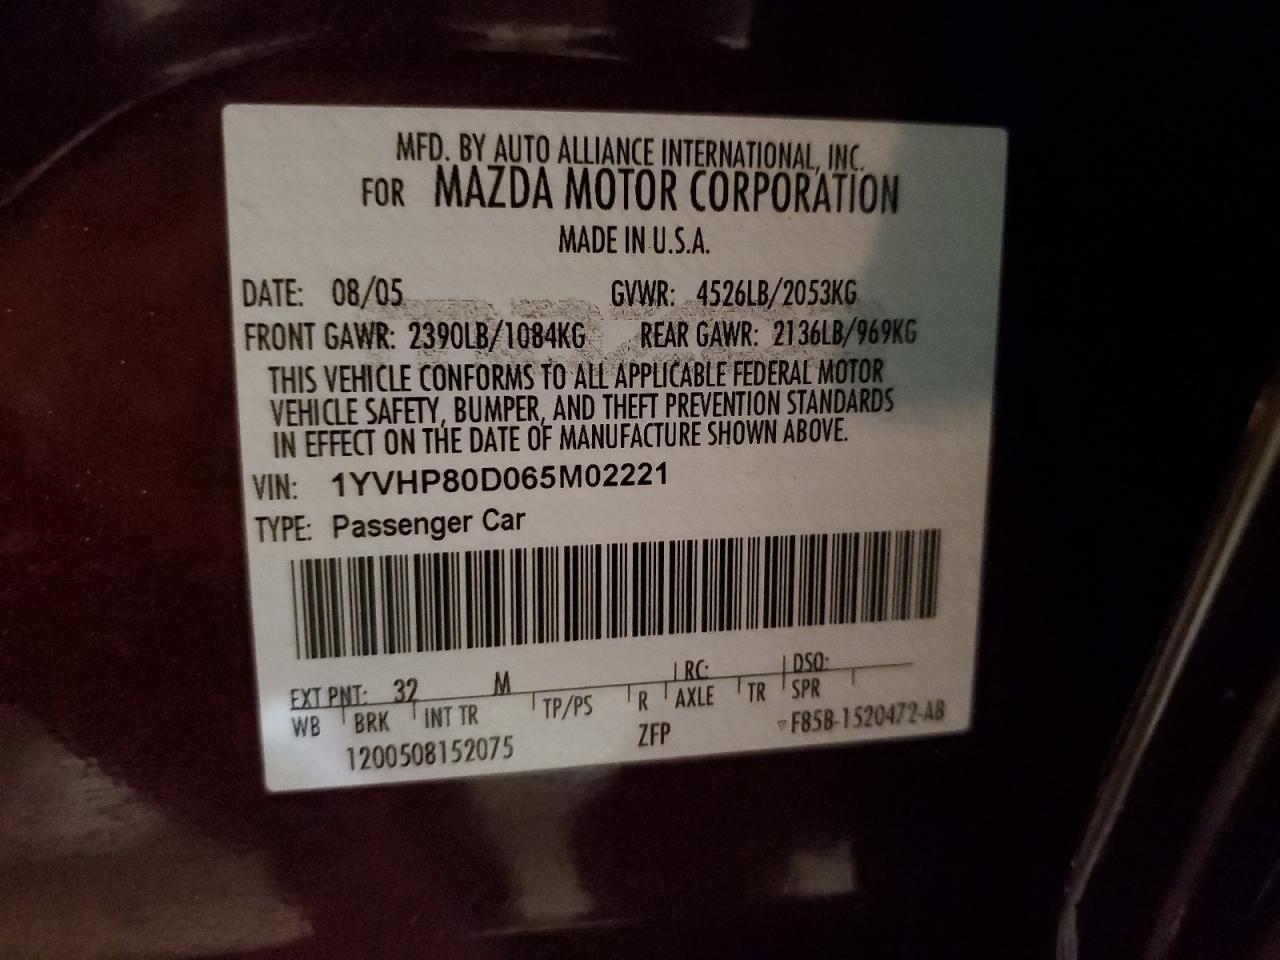 MFD. BY AUTO ALLIANCE INTERNATIONAL, INC.
FOR MAZDA MOTOR CORPORATION
MADE IN U.S.A.
DATE: 08/05 GVWR: 4526LB/2053KG
FRONT GAWR: 2390LB/1084KG REAR GAWR: 2136LB/969KG
THIS VEHICLE CONFORMS TO ALL APPLICABLE FEDERAL MOTOR
VEHICLE SAFETY, BUMPER, AND THEFT PREVENTION STANDARDS
IN EFFECT ON THE DATE OF MANUFACTURE SHOWN ABOVE.
VIN: 1YVHP80D065M02221
TYPE: Passenger Car
EXT PNT: 32 M RC: DSO:
WB BRK INT TR TP/PS R AXLE TR SPR
1200508152075 ZFP F85B-1520472-AB